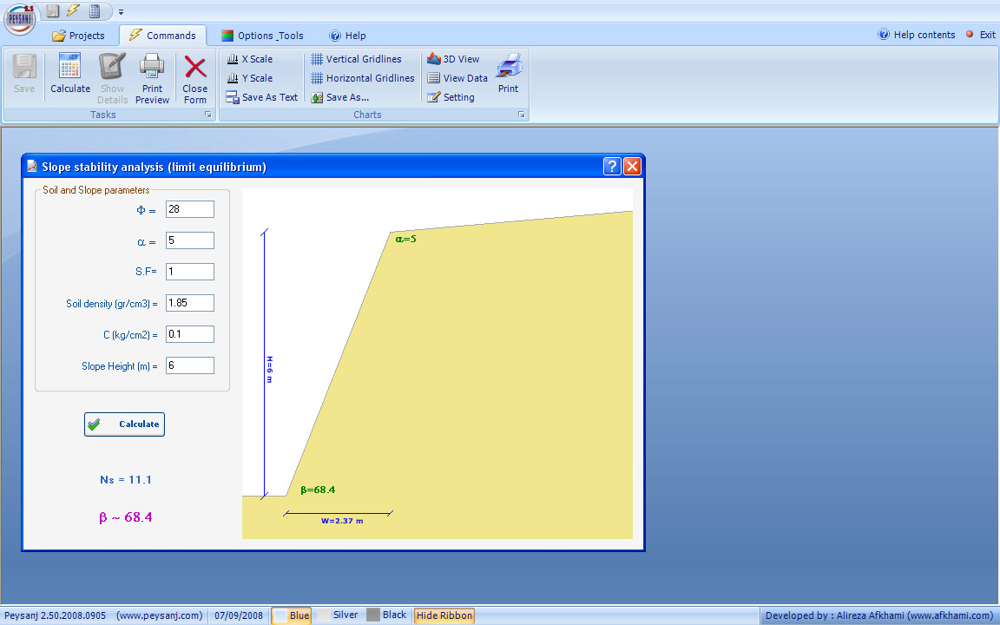 PEYSANJ 2.5
Projects
Commands
Options _Tools
Help
Help contents
Exit
Save
Calculate
Show Details
Print Preview
Close Form
Tasks
X Scale
Y Scale
Save As Text
Vertical Gridlines
Horizontal Gridlines
Save As...
3D View
View Data
Setting
Print
Charts
Slope stability analysis (limit equilibrium)
Soil and Slope parameters
Φ = 28
α = 5
S.F= 1
Soil density (gr/cm3) = 1.85
C (kg/cm2) = 0.1
Slope Height (m) = 6
Calculate
Ns = 11.1
β ~ 68.4
α=5
H=6 m
β=68.4
W=2.37 m
Peysanj 2.50.2008.0905 (www.peysanj.com)
07/09/2008
Blue
Silver
Black
Hide Ribbon
Developed by : Alireza Afkhami (www.afkhami.com)